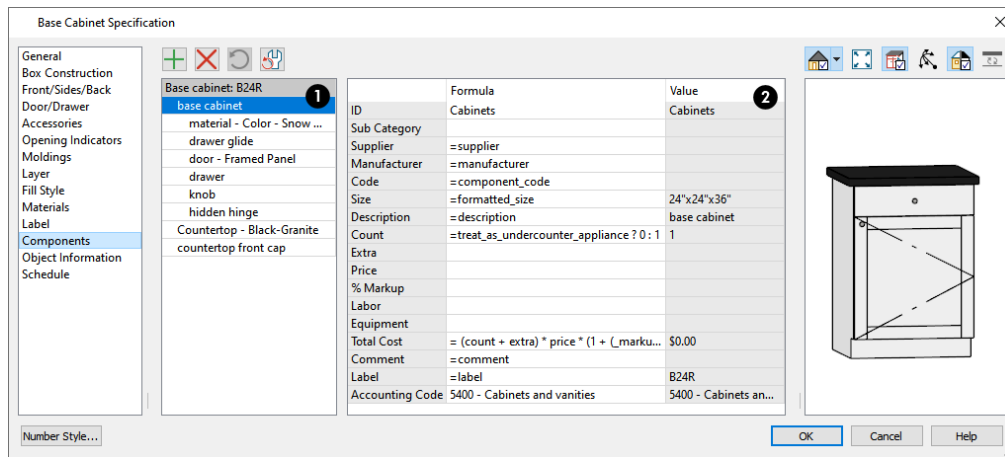 Base Cabinet Specification
General
Box Construction
Front/Sides/Back
Door/Drawer
Accessories
Opening Indicators
Moldings
Layer
Fill Style
Materials
Label
Components
Object Information
Schedule
Base cabinet: B24R
1
base cabinet
material - Color - Snow ...
drawer glide
door - Framed Panel
drawer
knob
hidden hinge
Countertop - Black-Granite
countertop front cap
Formula Value 2
ID Cabinets Cabinets
Sub Category
Supplier =supplier
Manufacturer =manufacturer
Code =component_code
Size =formatted_size 24"x24"x36"
Description =description base cabinet
Count =treat_as_undercounter_appliance ? 0 : 1 1
Extra
Price
% Markup
Labor
Equipment
Total Cost = (count + extra) * price * (1 + (_marku... $0.00
Comment =comment
Label =label B24R
Accounting Code 5400 - Cabinets and vanities 5400 - Cabinets an...
Number Style... OK Cancel Help